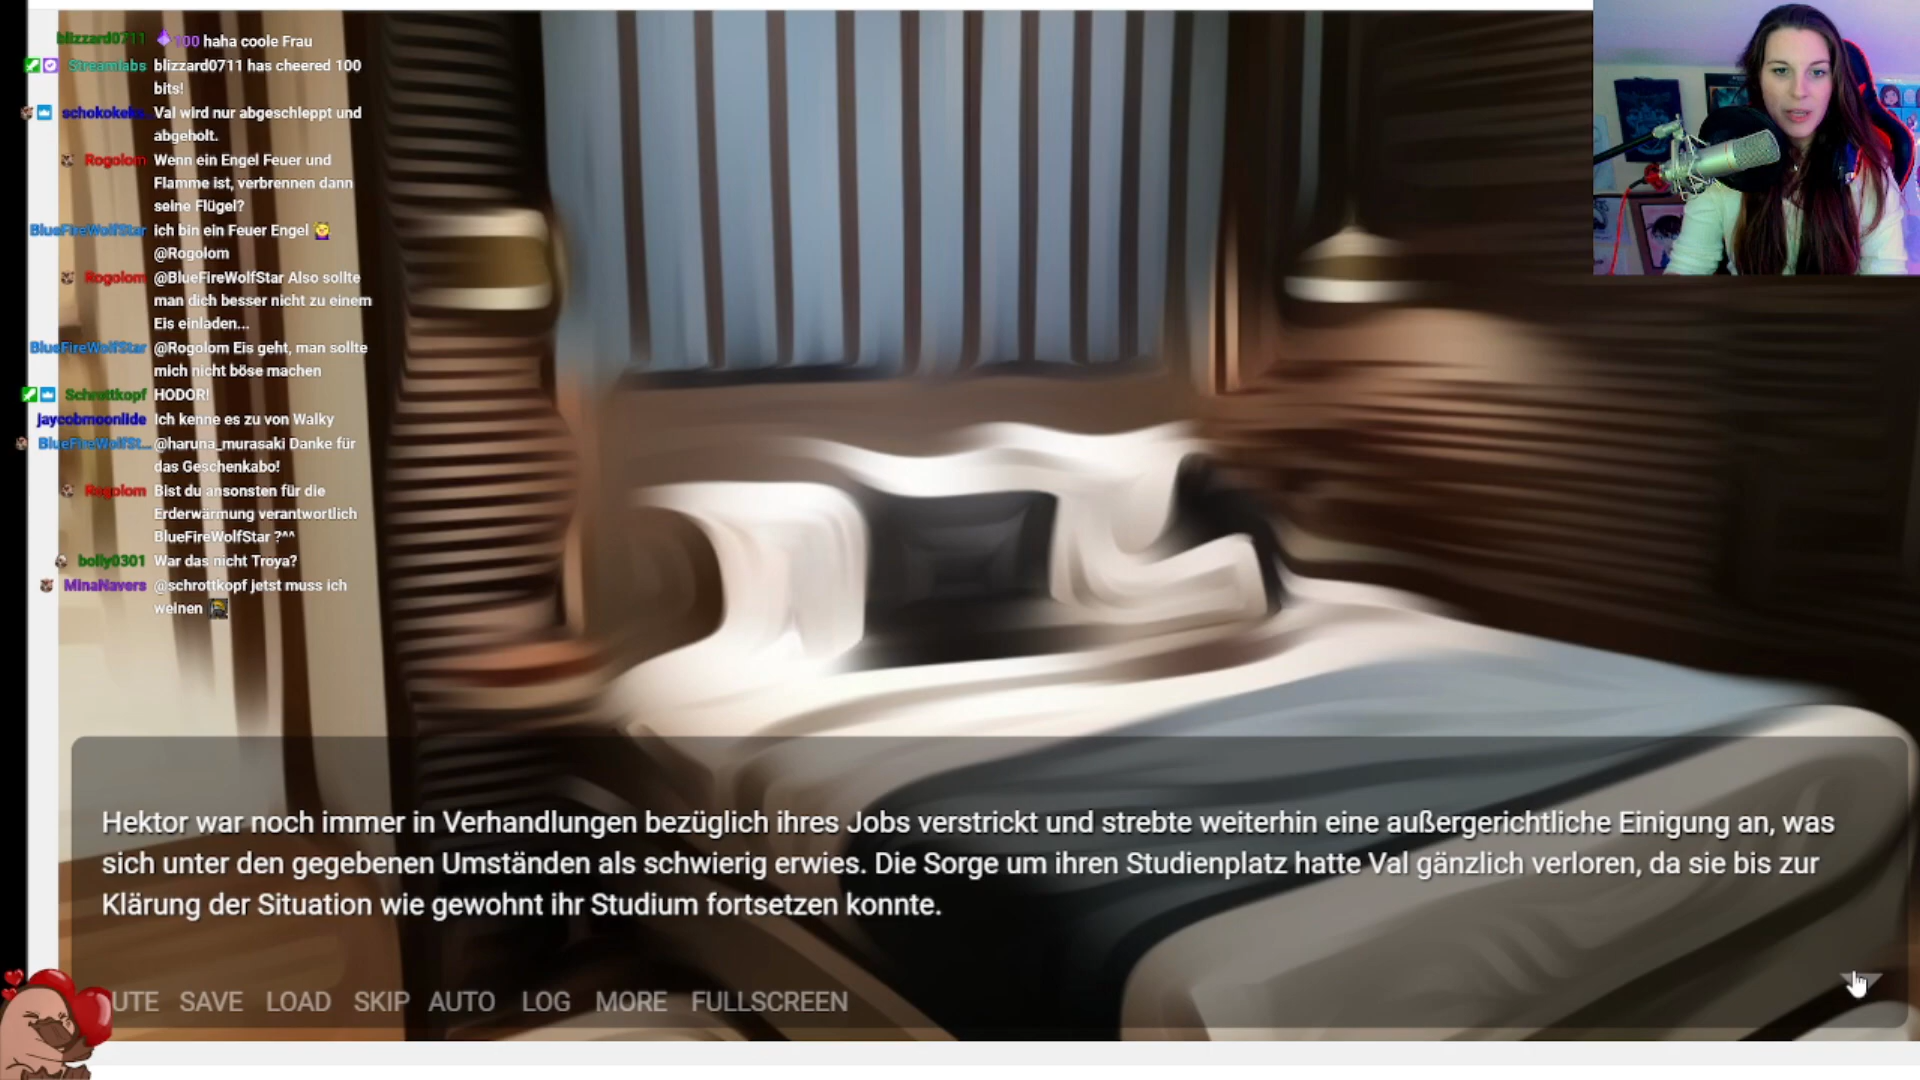 blizzard0711 100 haha coole Frau
Streamlabs blizzard0711 has cheered 100
bits!
schokokeks... Val wird nur abgeschleppt und
abgeholt.
Rogolom Wenn ein Engel Feuer und
Flamme ist, verbrennen dann
seine Flügel?
BlueFireWolfStar ich bin ein Feuer Engel
@Rogolom
Rogolom @BlueFireWolfStar Also sollte
man dich besser nicht zu einem
Eis einladen...
BlueFireWolfStar @Rogolom Eis geht, man sollte
mich nicht böse machen
Schrottkopf HODOR!
jaycobmoonlide Ich kenne es zu von Walky
BlueFireWolfSt... @haruna_murasaki Danke für
das Geschenkabo!
Rogolom Bist du ansonsten für die
Erderwärmung verantwortlich
BlueFireWolfStar ?^^
bolly0301 War das nicht Troya?
MinaNavers @schrottkopf jetst muss ich
weinen
Hektor war noch immer in Verhandlungen bezüglich ihres Jobs verstrickt und strebte weiterhin eine außergerichtliche Einigung an, was
sich unter den gegebenen Umständen als schwierig erwies. Die Sorge um ihren Studienplatz hatte Val gänzlich verloren, da sie bis zur
Klärung der Situation wie gewohnt ihr Studium fortsetzen konnte.
UTE SAVE LOAD SKIP AUTO LOG MORE FULLSCREEN